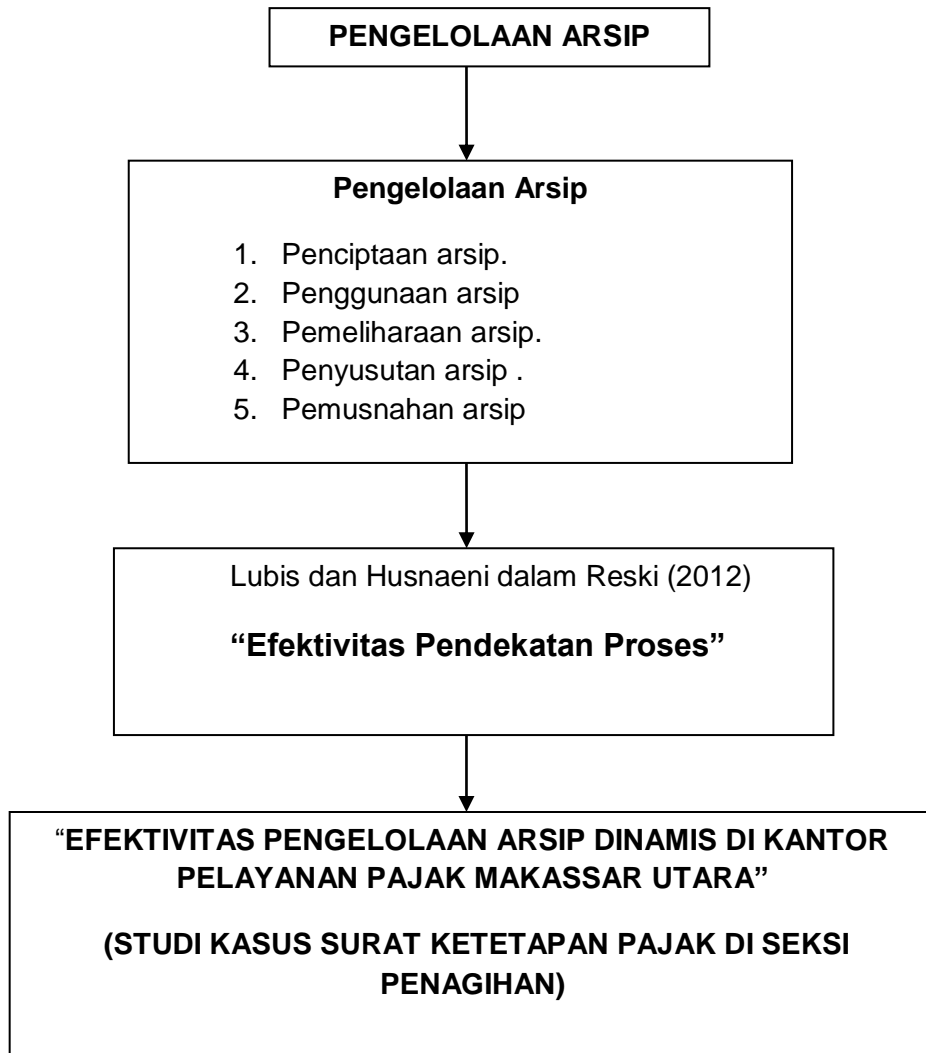 PENGELOLAAN ARSIP
Pengelolaan Arsip
1. Penciptaan arsip.
2. Penggunaan arsip
3. Pemeliharaan arsip.
4. Penyusutan arsip .
5. Pemusnahan arsip
Lubis dan Husnaeni dalam Reski (2012)
“Efektivitas Pendekatan Proses”
“EFEKTIVITAS PENGELOLAAN ARSIP DINAMIS DI KANTOR
PELAYANAN PAJAK MAKASSAR UTARA”
(STUDI KASUS SURAT KETETAPAN PAJAK DI SEKSI
PENAGIHAN)